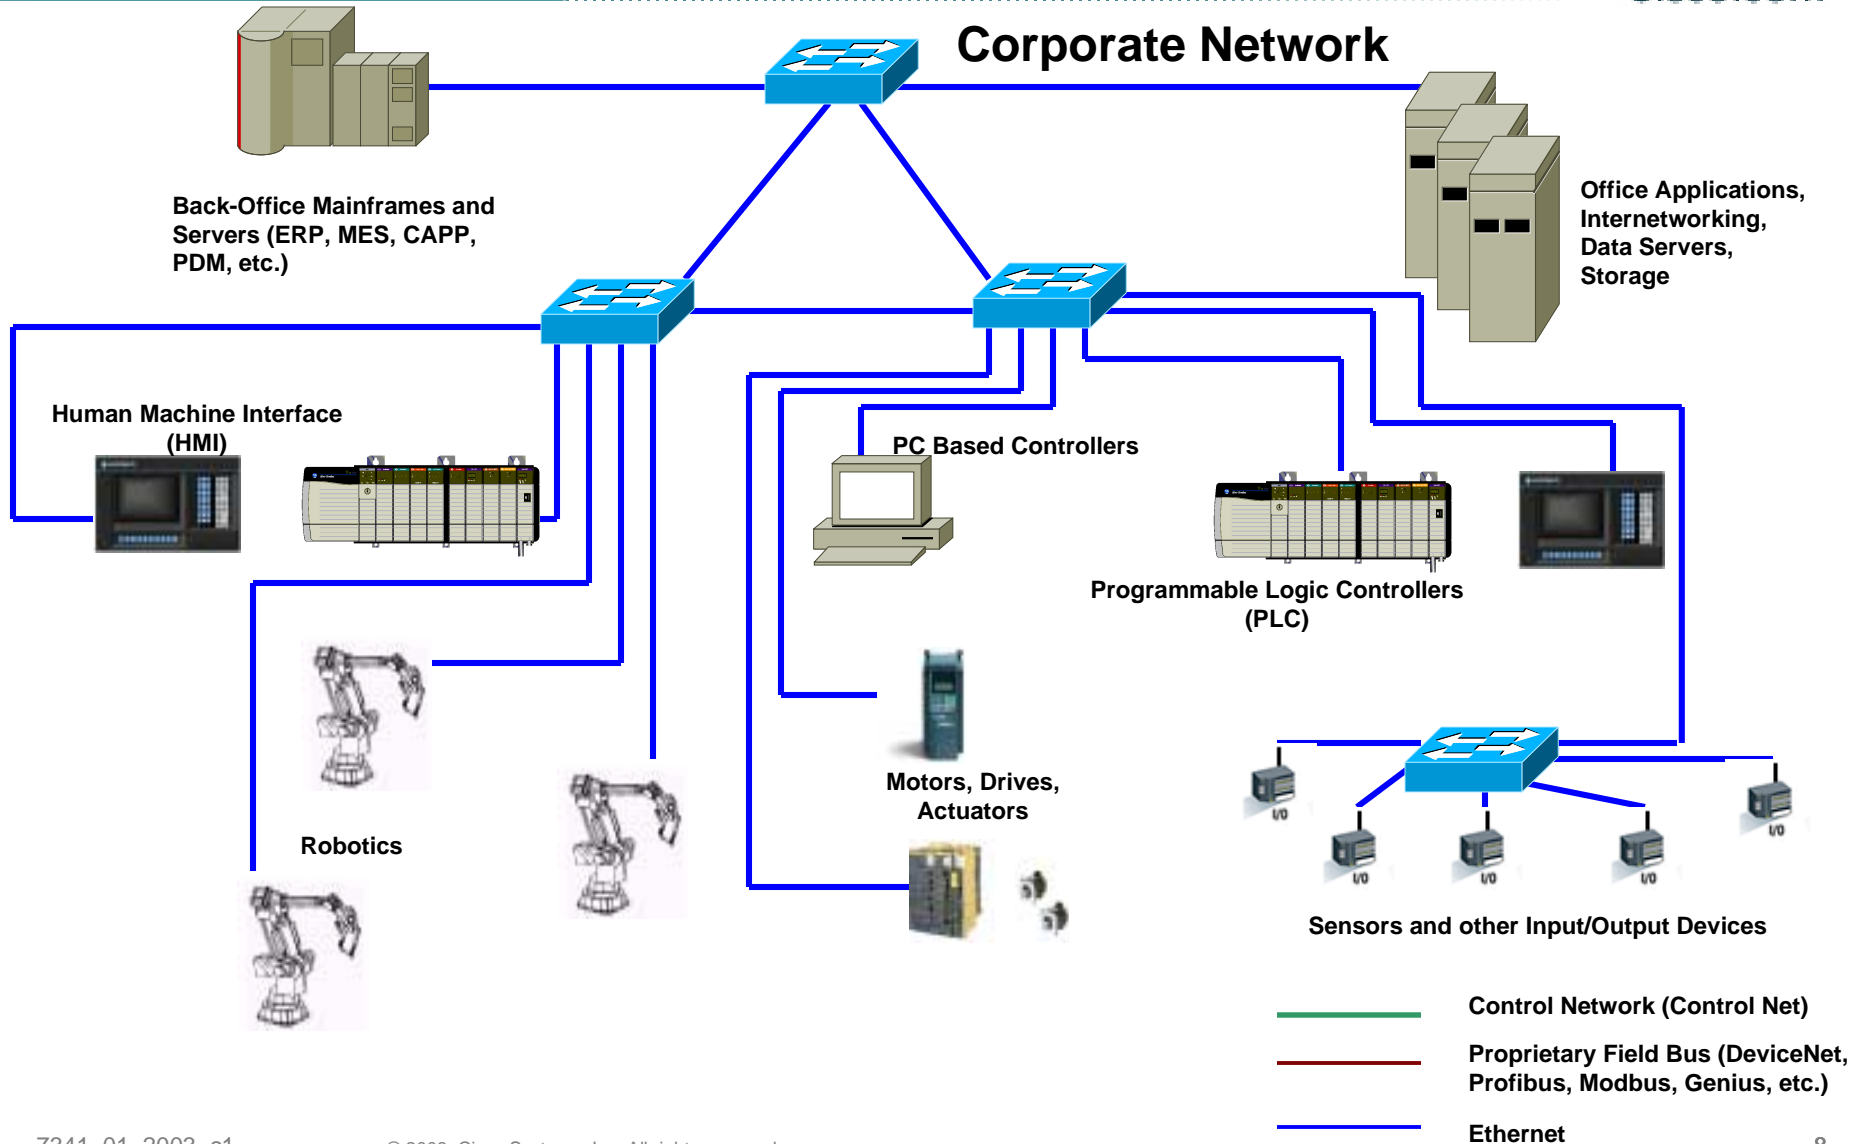 Corporate Network
Back-Office Mainframes and
Servers (ERP, MES, CAPP,
PDM, etc.)
Office Applications,
Internetworking,
Data Servers,
Storage
Human Machine Interface
(HMI)
PC Based Controllers
Programmable Logic Controllers
(PLC)
Motors, Drives,
Actuators
Robotics
I/O
I/O
I/O
I/O
I/O
Sensors and other Input/Output Devices
Control Network (Control Net)
Proprietary Field Bus (DeviceNet,
Profibus, Modbus, Genius, etc.)
Ethernet